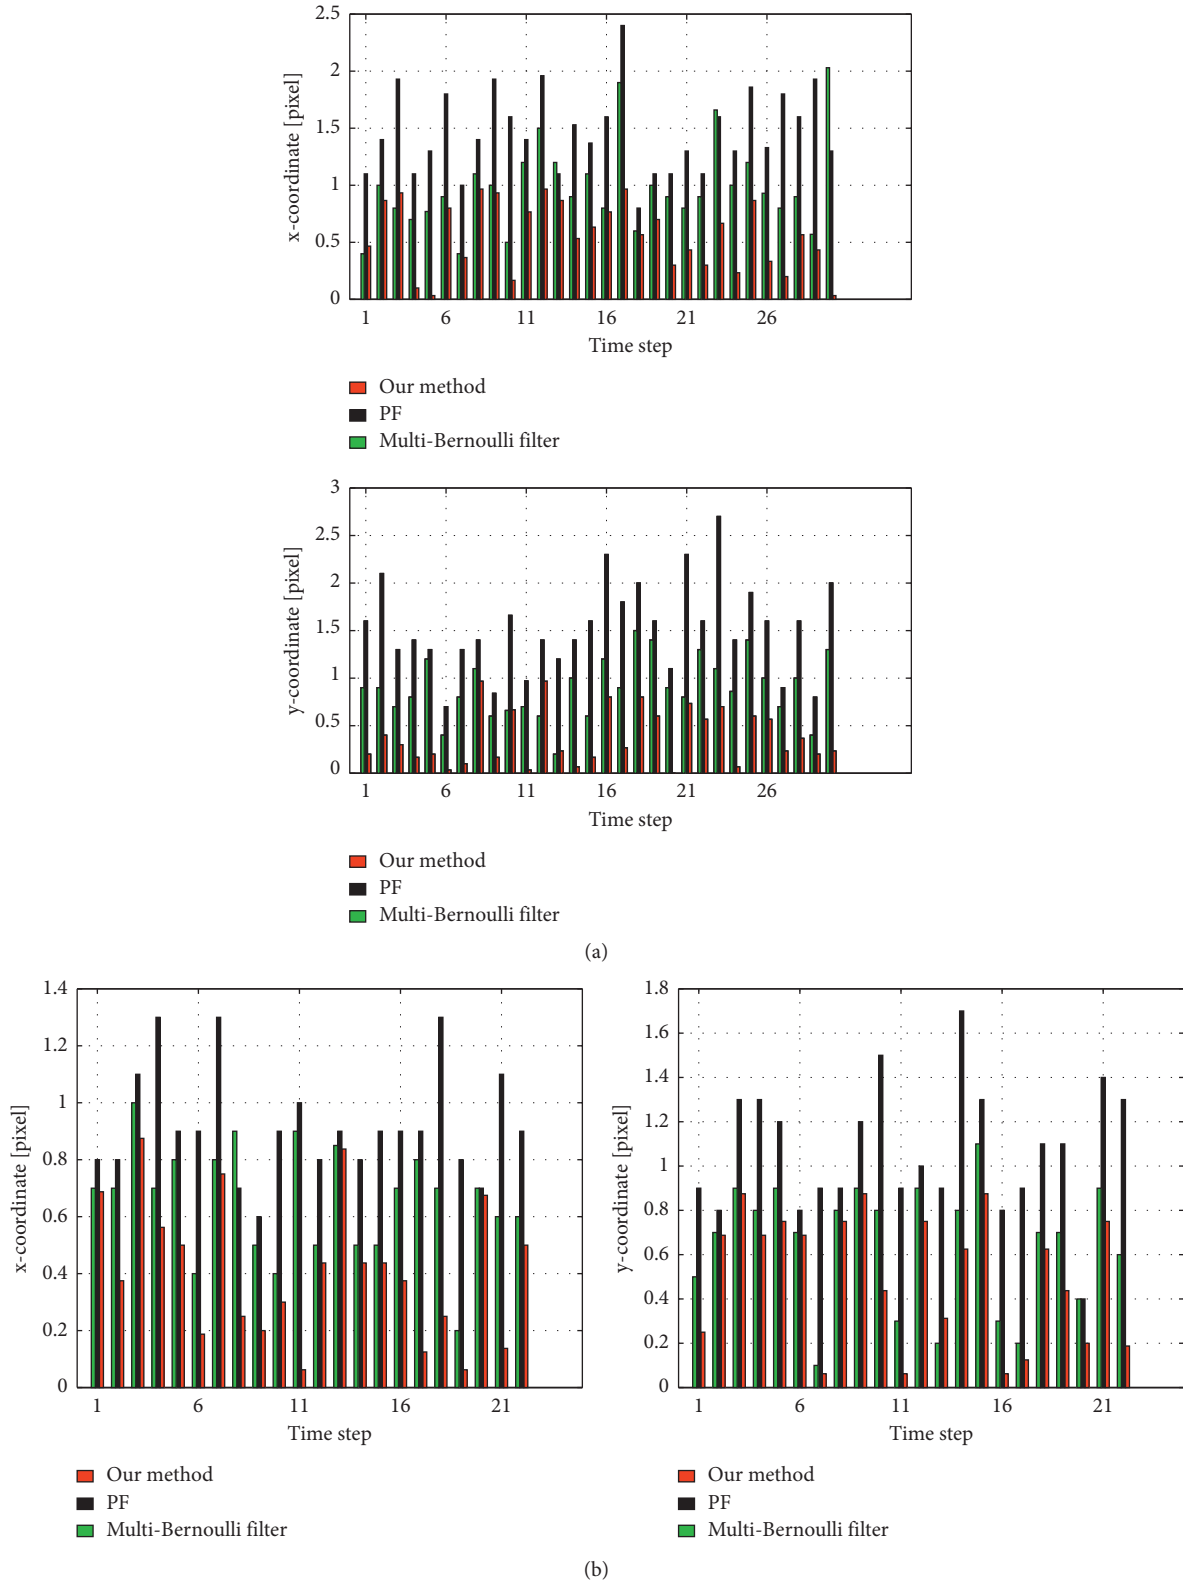 2.5
2
1.5
1
0.5
0
x-coordinate [pixel]
1 6 11 16 21 26
Time step
Our method
PF
Multi-Bernoulli filter
3
2.5
2
1.5
1
0.5
0
y-coordinate [pixel]
1 6 11 16 21 26
Time step
Our method
PF
Multi-Bernoulli filter
(a)
1.4
1.2
1
0.8
0.6
0.4
0.2
0
x-coordinate [pixel]
1 6 11 16 21
Time step
Our method
PF
Multi-Bernoulli filter
1.8
1.6
1.4
1.2
1
0.8
0.6
0.4
0.2
0
y-coordinate [pixel]
1 6 11 16 21
Time step
Our method
PF
Multi-Bernoulli filter
(b)